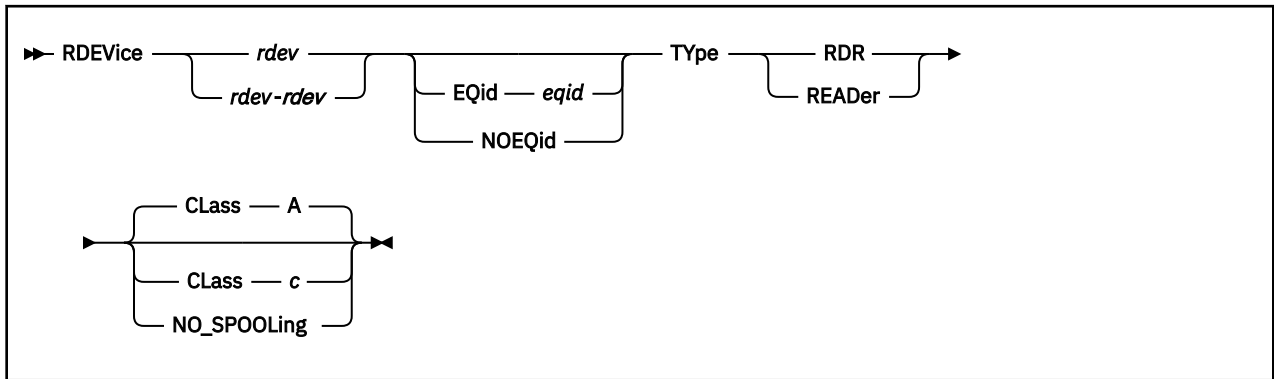 RDEVice rdev TYpe RDR
rdev-rdev EQid eqid READer
NOEQid
CLass A
CLass c
NO_SPOOLing